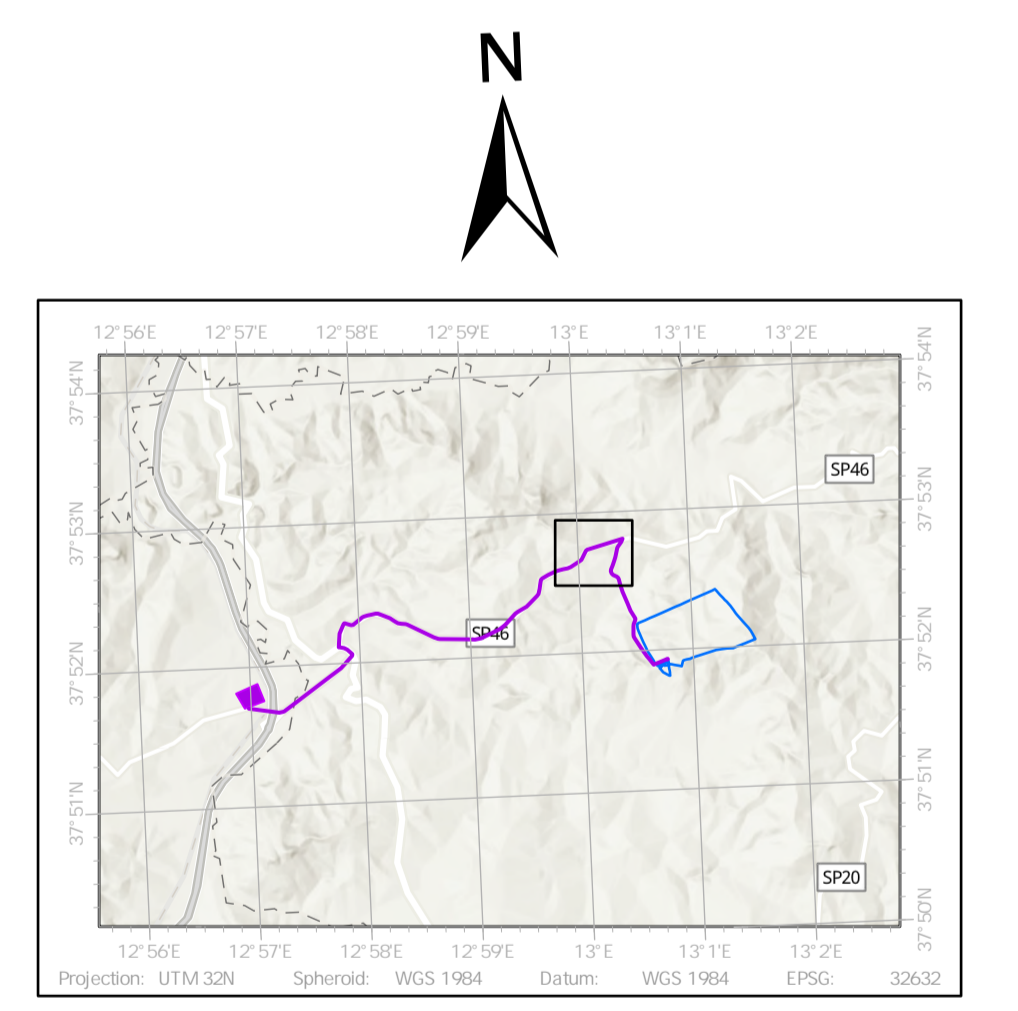 N
12°56'E 12°57'E 12°58'E 12°59'E 13°E 13°1'E 13°2'E
37°54'N 37°54'N
SP46
37°53'N 37°53'N
SP46
37°52'N 37°52'N
37°51'N 37°51'N
SP20
37°50'N
12°56'E 12°57'E 12°58'E 12°59'E 13°E 13°1'E 13°2'E
Projection: UTM 32N Spheroid: WGS 1984 Datum: WGS 1984 EPSG: 32632